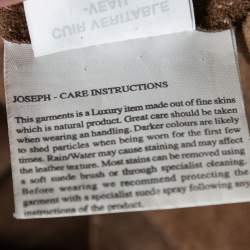 CUIR VERITABLE
-VEAU-
JOSEPH - CARE INSTRUCTIONS
This garments is a Luxury item made out of fine skins
which is natural product. Great care should be taken
when wearing an handling. Darker colours are likely
to shed particles when being worn for the first few
times. Rain/Water may cause staining and may affect
the leather texture. Most stains can be removed using
a soft suede brush or through specialist cleaning
Before wearing we recommend protecting the
garment with a specialist suede spray following and
instructions of the product.